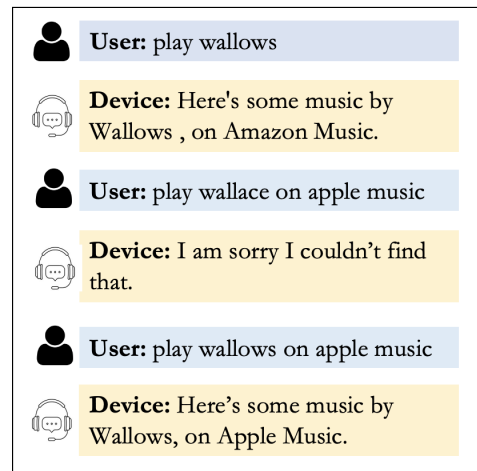 User: play wallows
Device: Here's some music by
Wallows , on Amazon Music.
User: play wallace on apple music
Device: I am sorry I couldn’t find
that.
User: play wallows on apple music
Device: Here’s some music by
Wallows, on Apple Music.